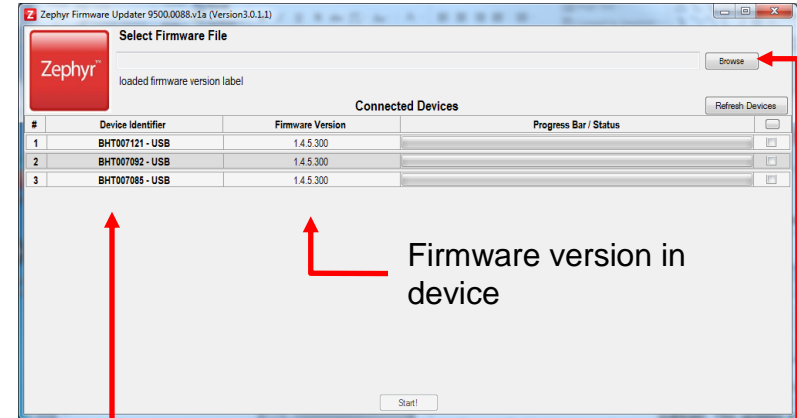 Z Zephyr Firmware Updater 9500.0088.v1a (Version3.0.1.1)
Select Firmware File
Zephyr™
Browse
loaded firmware version label
Connected Devices
Refresh Devices
# Device Identifier Firmware Version Progress Bar / Status
1 BHT007121 - USB 1.4.5.300
2 BHT007092 - USB 1.4.5.300
3 BHT007085 - USB 1.4.5.300
Firmware version in
device
Start!